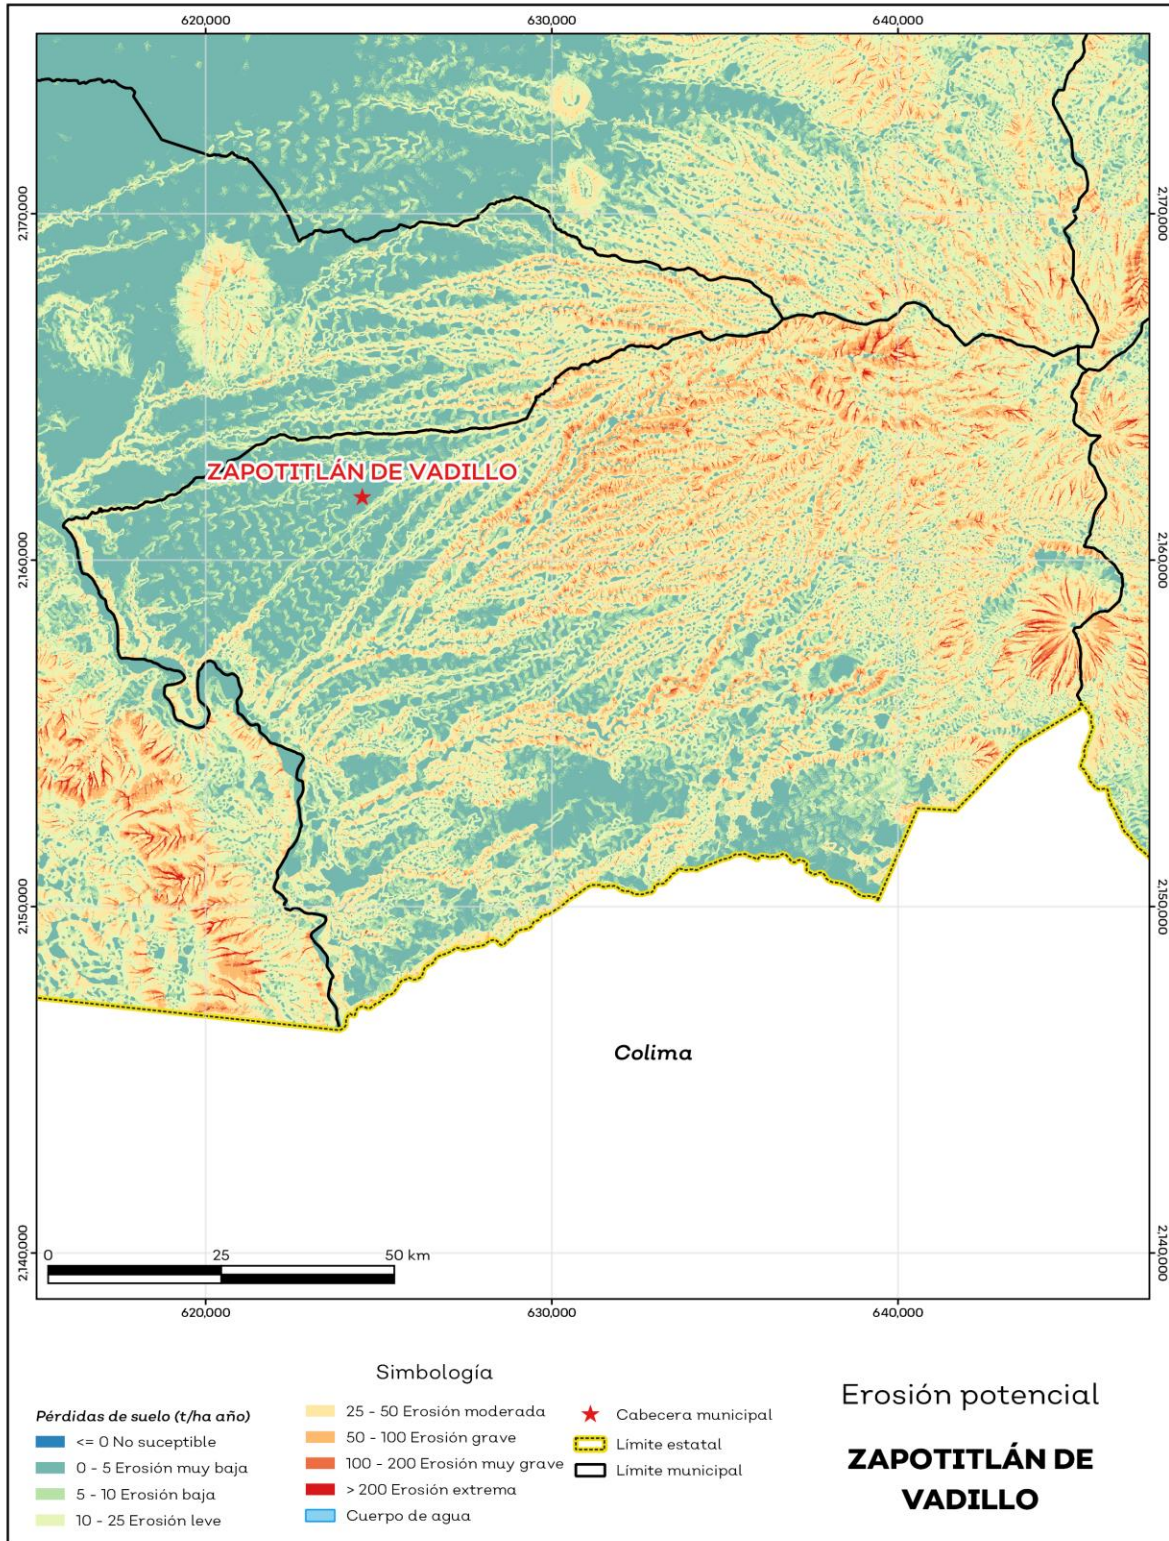 620,000
630,000
640,000
2,170,000
2,170,000
ZAPOTITLÁN DE VADILLO
2,160,000
2,160,000
2,150,000
2,150,000
Colima
2,140,000
2,140,000
0
25
50 km
620,000
630,000
640,000
Simbología
Pérdidas de suelo (t/ha año)
<= 0 No suceptible
0 - 5 Erosión muy baja
5 - 10 Erosión baja
10 - 25 Erosión leve
25 - 50 Erosión moderada
50 - 100 Erosión grave
100 - 200 Erosión muy grave
> 200 Erosión extrema
Cuerpo de agua
Cabecera municipal
Límite estatal
Límite municipal
Erosión potencial
ZAPOTITLÁN DE
VADILLO